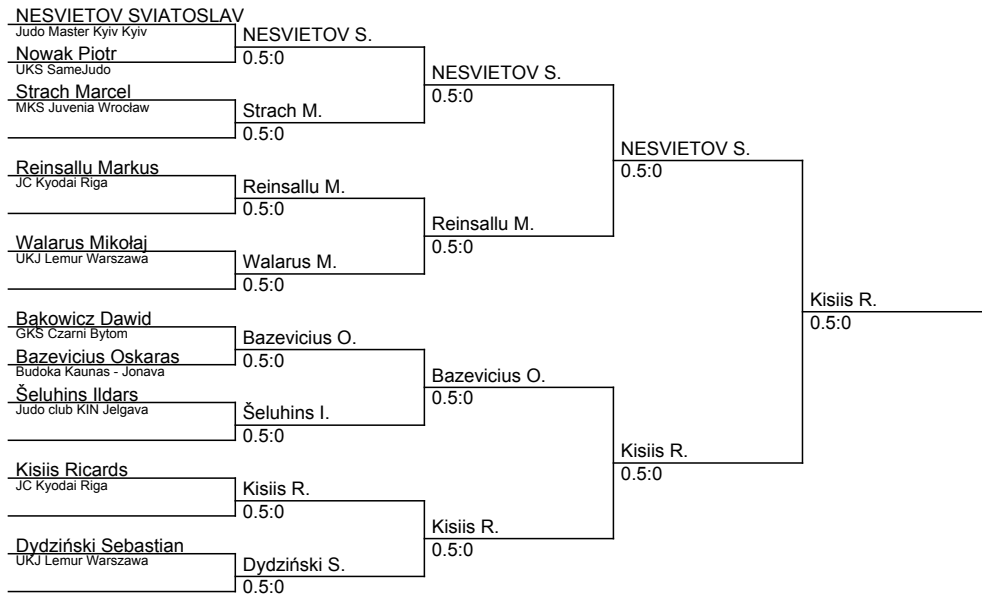 NESVIETOV SVIATOSLAV
Judo Master Kyiv Kyiv
Nowak Piotr
UKS SameJudo
Strach Marcel
MKS Juvenia Wrocław
Reinsallu Markus
JC Kyodai Riga
Walarus Mikołaj
UKJ Lemur Warszawa
Bąkowicz Dawid
GKS Czarni Bytom
Bazevicius Oskaras
Budoka Kaunas - Jonava
Šeluhins Ildars
Judo club KIN Jelgava
Kisiis Ricards
JC Kyodai Riga
Dydziński Sebastian
UKJ Lemur Warszawa
NESVIETOV S.
0.5:0
Strach M.
0.5:0
Reinsallu M.
0.5:0
Walarus M.
0.5:0
Bazevicius O.
0.5:0
Šeluhins I.
0.5:0
Kisiis R.
0.5:0
Dydziński S.
0.5:0
NESVIETOV S.
0.5:0
Reinsallu M.
0.5:0
Bazevicius O.
0.5:0
Kisiis R.
0.5:0
NESVIETOV S.
0.5:0
Kisiis R.
0.5:0
Kisiis R.
0.5:0